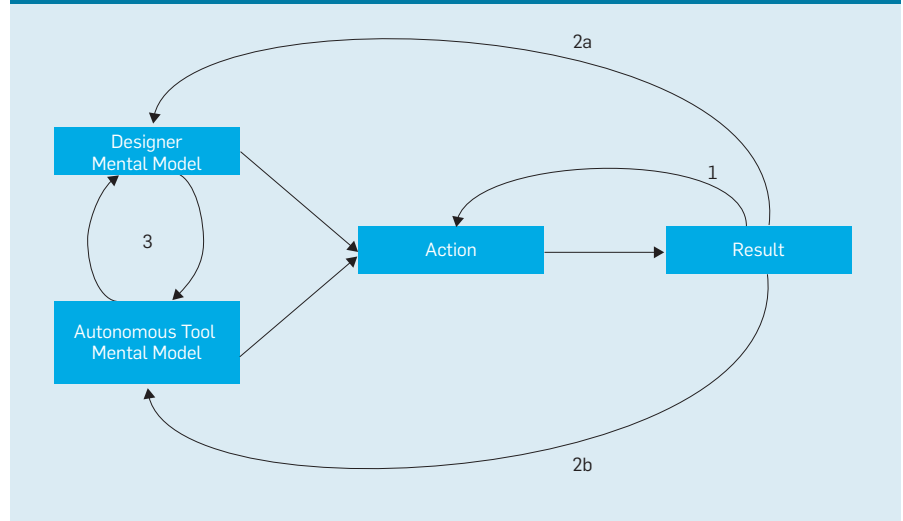 2a
Designer
Mental Model
1
3
Action
Result
Autonomous Tool
Mental Model
2b